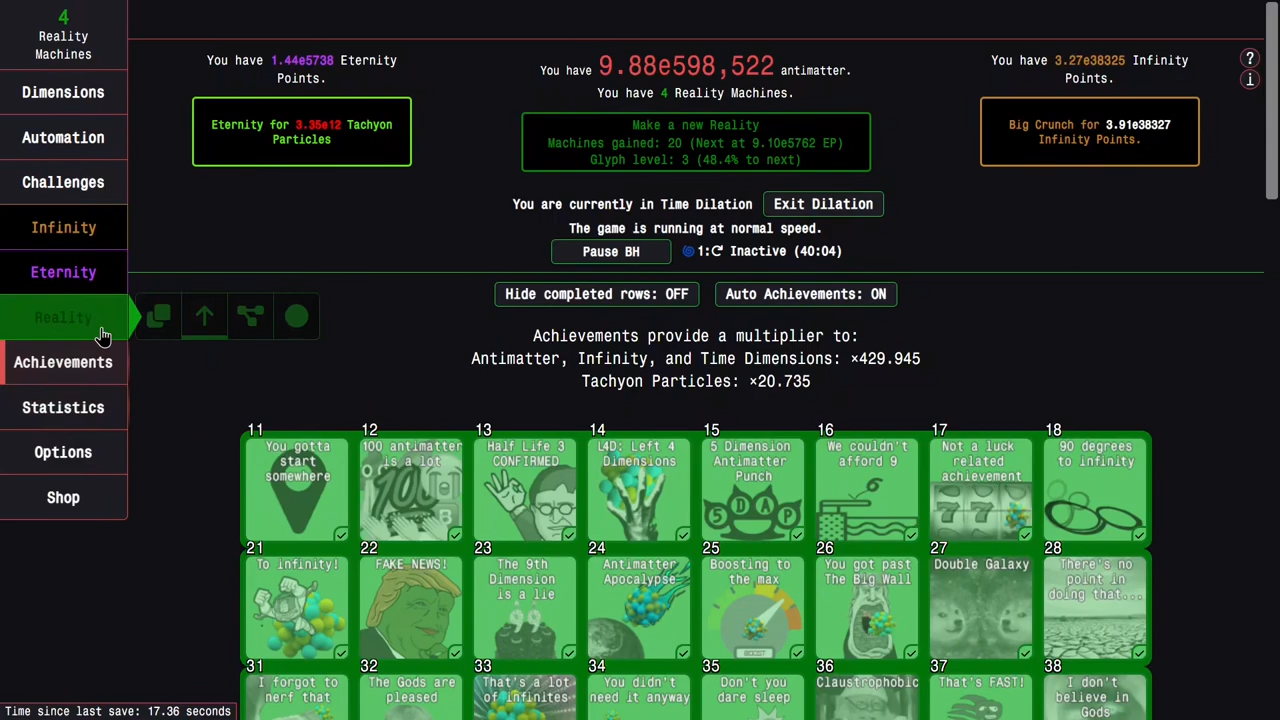 4
Reality
Machines
Dimensions
Automation
Challenges
Infinity
Eternity
Reality
Achievements
Statistics
Options
Shop
You have 1.44e5738 Eternity
Points.
Eternity for 3.35e12 Tachyon
Particles
You have 9.88e598,522 antimatter.
You have 4 Reality Machines.
Make a new Reality
Machines gained: 20 (Next at 9.10e5762 EP)
Glyph level: 3 (48.4% to next)
You have 3.27e38325 Infinity
Points.
Big Crunch for 3.91e38327
Infinity Points.
?
i
You are currently in Time Dilation Exit Dilation
The game is running at normal speed.
Pause BH 1: Inactive (40:04)
Hide completed rows: OFF Auto Achievements: ON
Achievements provide a multiplier to:
Antimatter, Infinity, and Time Dimensions: ×429.945
Tachyon Particles: ×20.735
11
You gotta
start
somewhere
12
100 antimatter
is a lot
100
13
Half Life 3
CONFIRMED
14
L4D: Left 4
Dimensions
15
5 Dimension
Antimatter
Punch
5 D A P
16
We couldn't
afford 9
17
Not a luck
related
achievement
7 7
18
90 degrees
to infinity
21
To infinity!
22
FAKE NEWS!
23
The 9th
Dimension
is a lie
99
24
Antimatter
Apocalypse
25
Boosting to
the max
26
You got past
The Big Wall
27
Double Galaxy
28
There's no
point in
doing that...
31
I forgot to
nerf that
32
The Gods are
pleased
33
That's a lot
of infinites
34
You didn't
need it anyway
35
Don't you
dare sleep
36
Claustrophobic
37
That's FAST!
38
I don't
believe in
Gods
Time since last save: 17.36 seconds